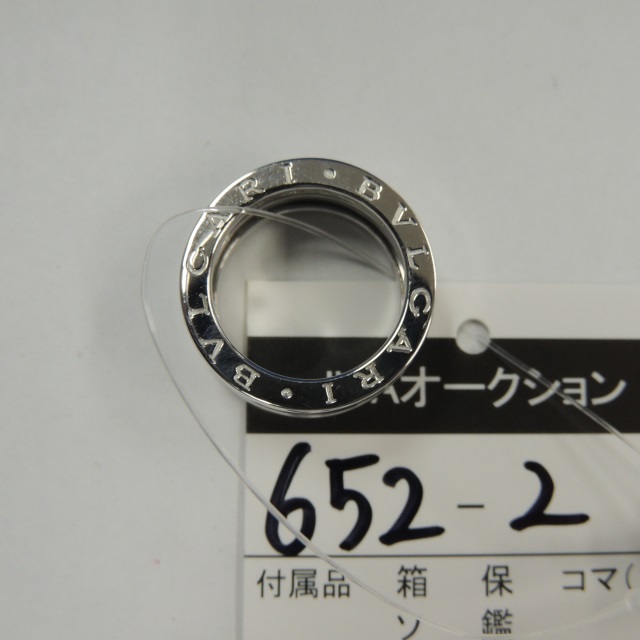 BVLGARI • BVLGARI •
Aオークション
652-2
付属品 箱 保 コマ(
ソ 鑑